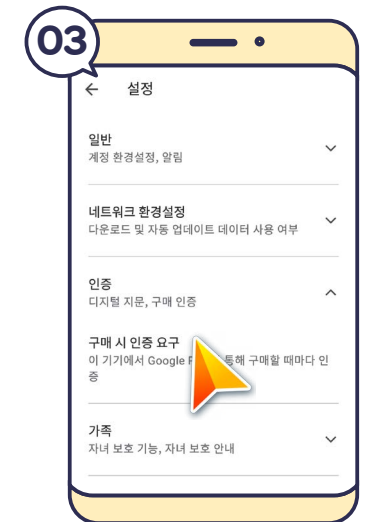 03
설정
일반
계정 환경설정, 알림
네트워크 환경설정
다운로드 및 자동 업데이트 데이터 사용 여부
인증
디지털 지문, 구매 인증
구매 시 인증 요구
이 기기에서 Google 통해 구매할 때마다 인
증
가족
자녀 보호 기능, 자녀 보호 안내